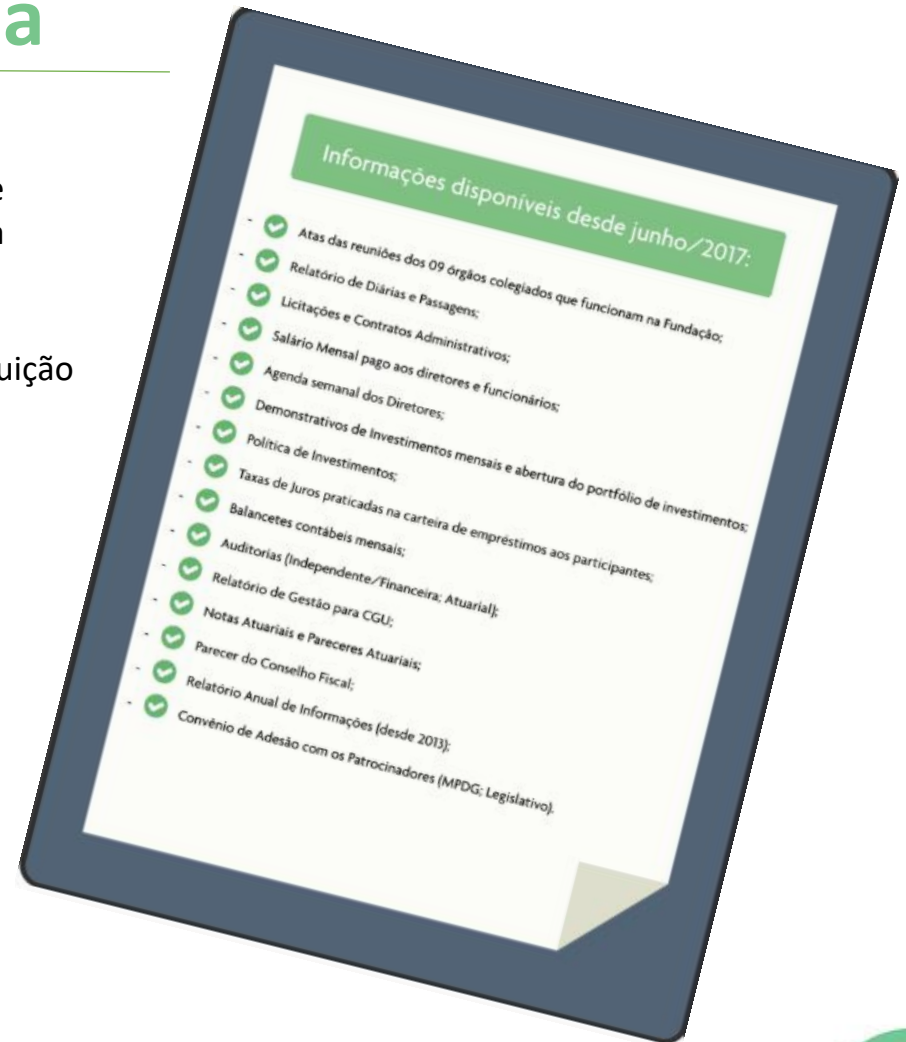 a
e
uição
Informações disponíveis desde junho/2017:
- Atas das reuniões dos 09 órgãos colegiados que funcionam na Fundação;
- Relatório de Diárias e Passagens;
- Licitações e Contratos Administrativos;
- Salário Mensal pago aos diretores e funcionários;
- Agenda semanal dos Diretores;
- Demonstrativos de Investimentos mensais e abertura do portfólio de investimentos;
- Política de Investimentos;
- Taxas de Juros praticadas na carteira de empréstimos aos participantes;
- Balancetes contábeis mensais;
- Auditorias (Independente/Financeira; Atuarial);
- Relatório de Gestão para CGU;
- Notas Atuariais e Pareceres Atuariais;
- Parecer do Conselho Fiscal;
- Relatório Anual de Informações (desde 2013);
- Convênio de Adesão com os Patrocinadores (MPDG; Legislativo).